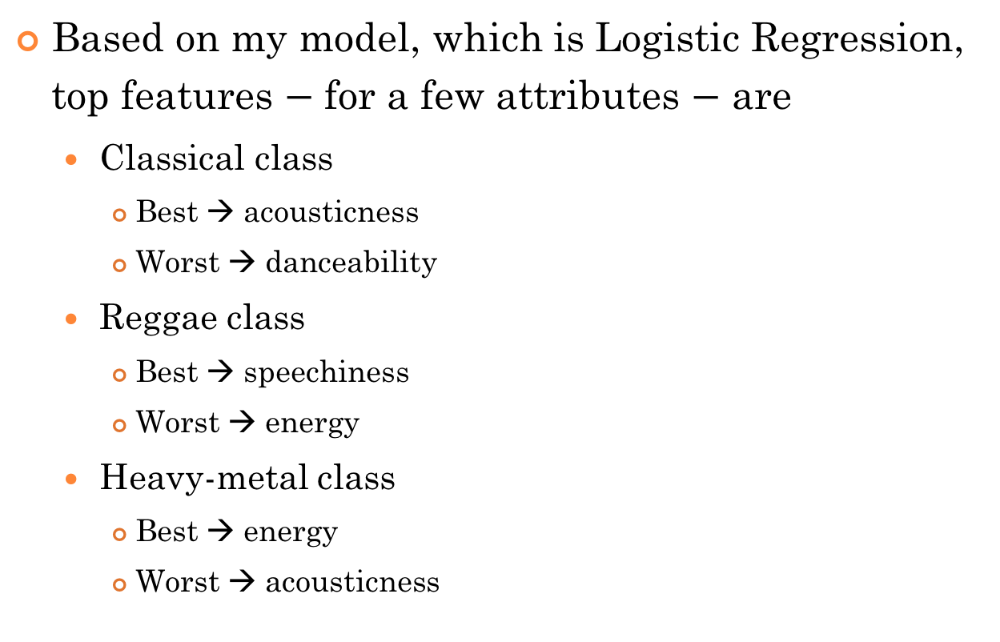 Based on my model, which is Logistic Regression,
top features – for a few attributes – are
Classical class
Best → acousticness
Worst → danceability
Reggae class
Best → speechiness
Worst → energy
Heavy-metal class
Best → energy
Worst → acousticness